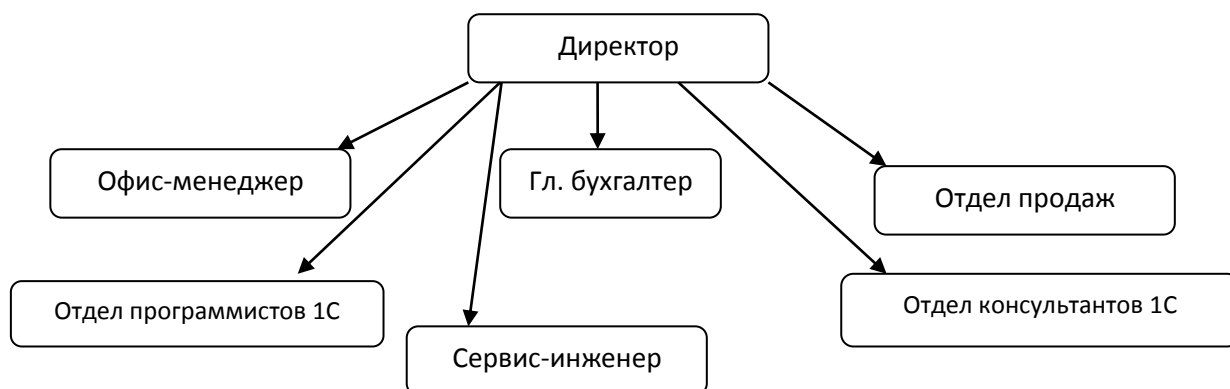 Директор
Офис-менеджер
Гл. бухгалтер
Отдел продаж
Отдел программистов 1С
Отдел консультантов 1С
Сервис-инженер